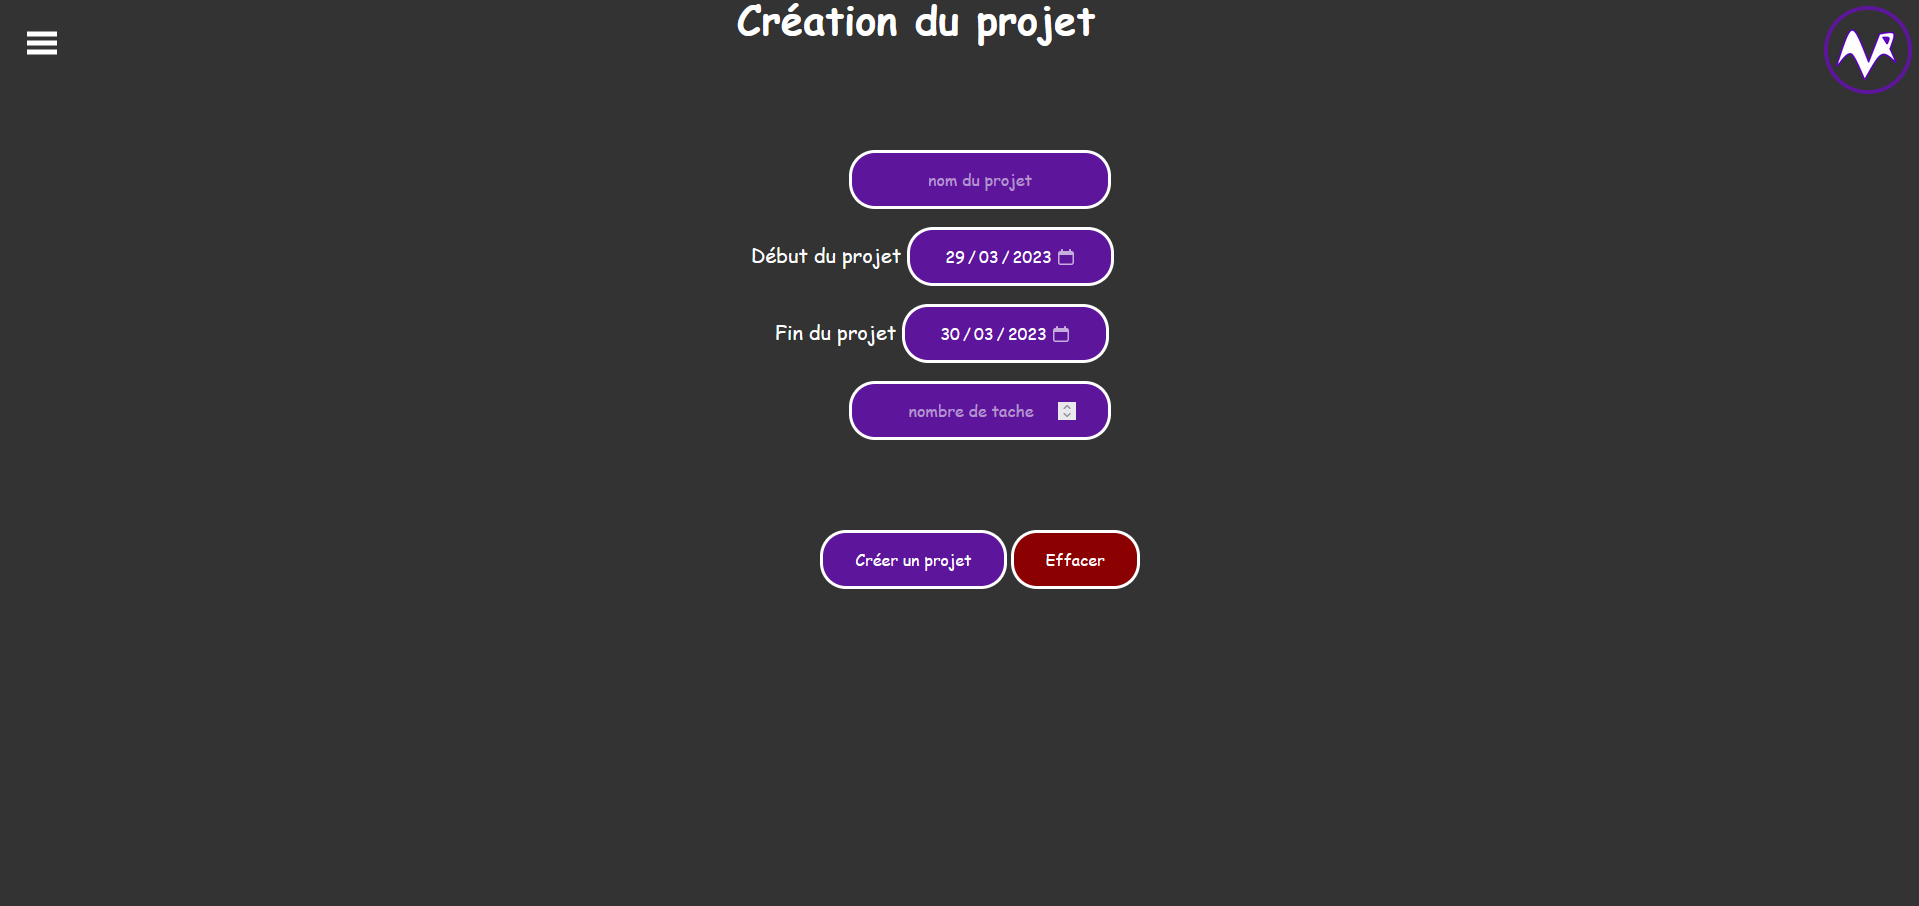 Création du projet
nom du projet
Début du projet 29/03/2023
Fin du projet 30/03/2023
nombre de tache
Créer un projet Effacer